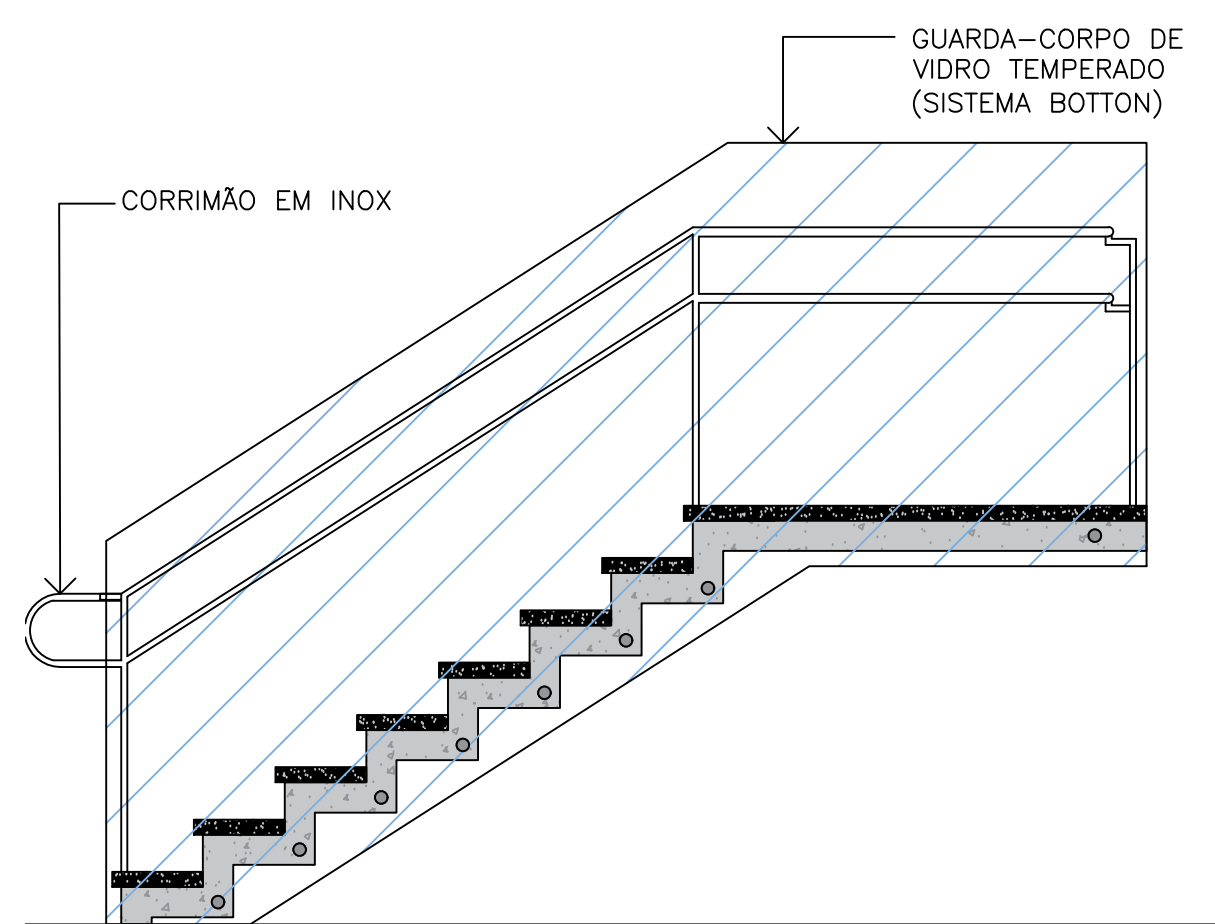 GUARDA-CORPO DE
VIDRO TEMPERADO
(SISTEMA BOTTON)
CORRIMÃO EM INOX